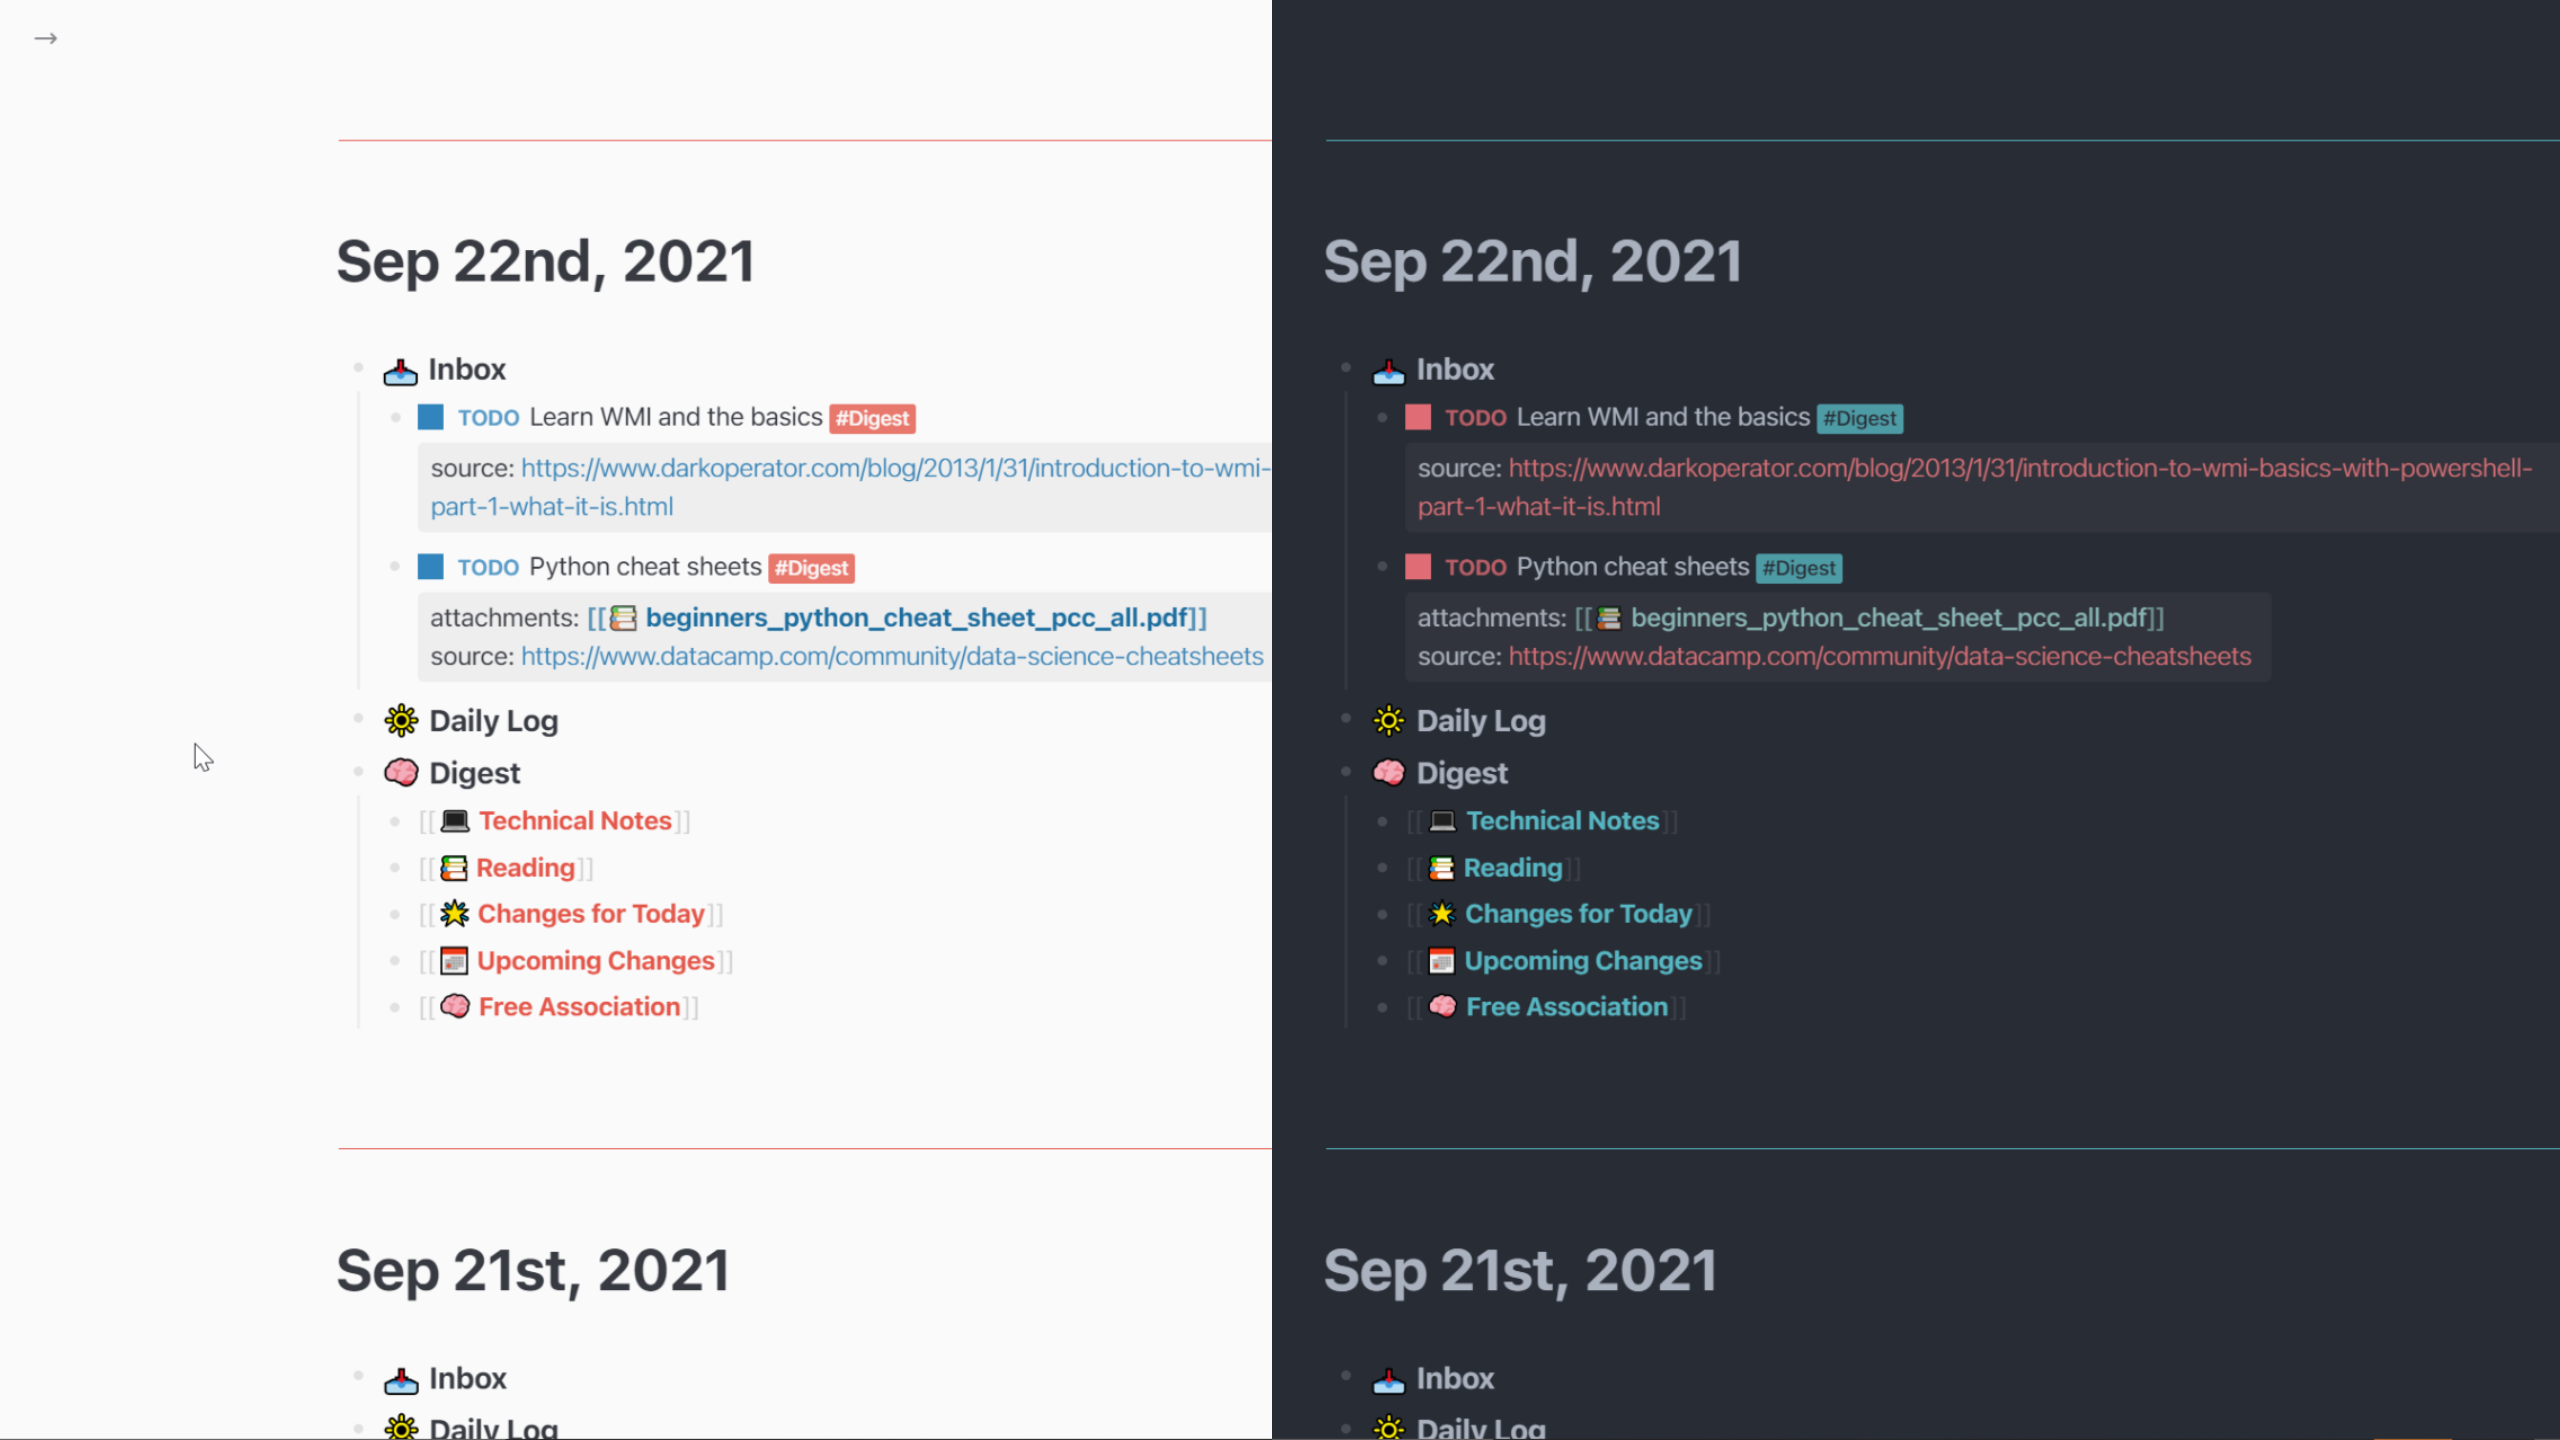 →
Sep 22nd, 2021
Inbox
TODO Learn WMI and the basics #Digest
source: https://www.darkoperator.com/blog/2013/1/31/introduction-to-wmi-
part-1-what-it-is.html
TODO Python cheat sheets #Digest
attachments: [[📚 beginners_python_cheat_sheet_pcc_all.pdf]]
source: https://www.datacamp.com/community/data-science-cheatsheets
Daily Log
Digest
[[💻 Technical Notes]]
[[📚 Reading]]
[[🌟 Changes for Today]]
[[📅 Upcoming Changes]]
[[🧠 Free Association]]
Sep 21st, 2021
Inbox
Daily Log
Sep 22nd, 2021
Inbox
TODO Learn WMI and the basics #Digest
source: https://www.darkoperator.com/blog/2013/1/31/introduction-to-wmi-basics-with-powershell-
part-1-what-it-is.html
TODO Python cheat sheets #Digest
attachments: [[📚 beginners_python_cheat_sheet_pcc_all.pdf]]
source: https://www.datacamp.com/community/data-science-cheatsheets
Daily Log
Digest
[[💻 Technical Notes]]
[[📚 Reading]]
[[🌟 Changes for Today]]
[[📅 Upcoming Changes]]
[[🧠 Free Association]]
Sep 21st, 2021
Inbox
Daily Log